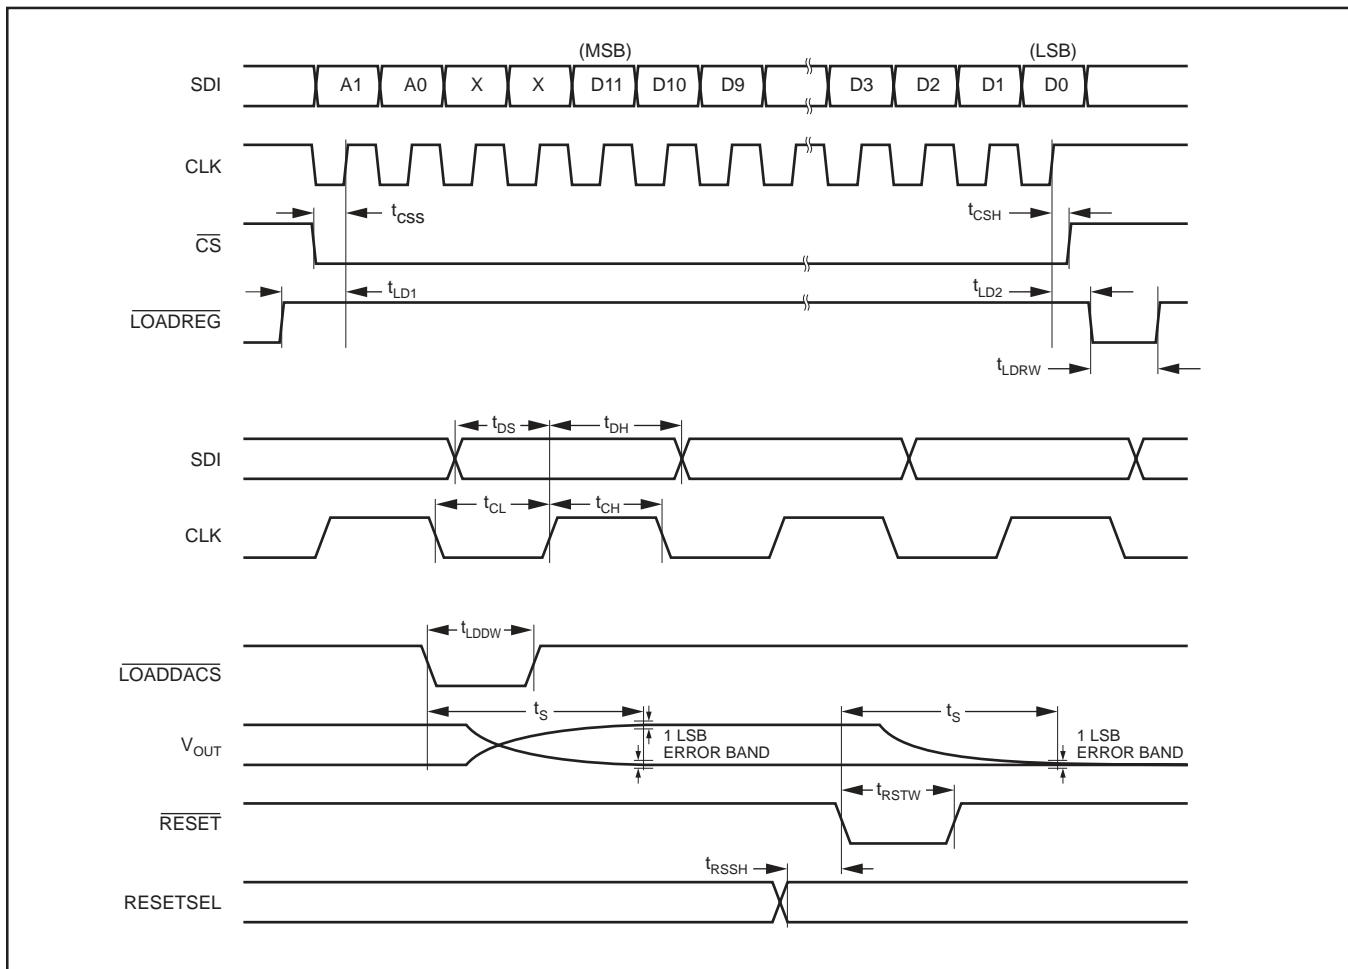 (MSB) (LSB)
SDI A1 A0 X X D11 D10 D9 D3 D2 D1 D0
CLK
tCSS tCSH
CS
tLD1 tLD2
LOADREG
tLDRW
tDS tDH
SDI
tCL tCH
CLK
tLDDW
LOADDACS
tS tS
VOUT 1 LSB ERROR BAND 1 LSB ERROR BAND
tRSTW
RESET
tRSSH
RESETSEL